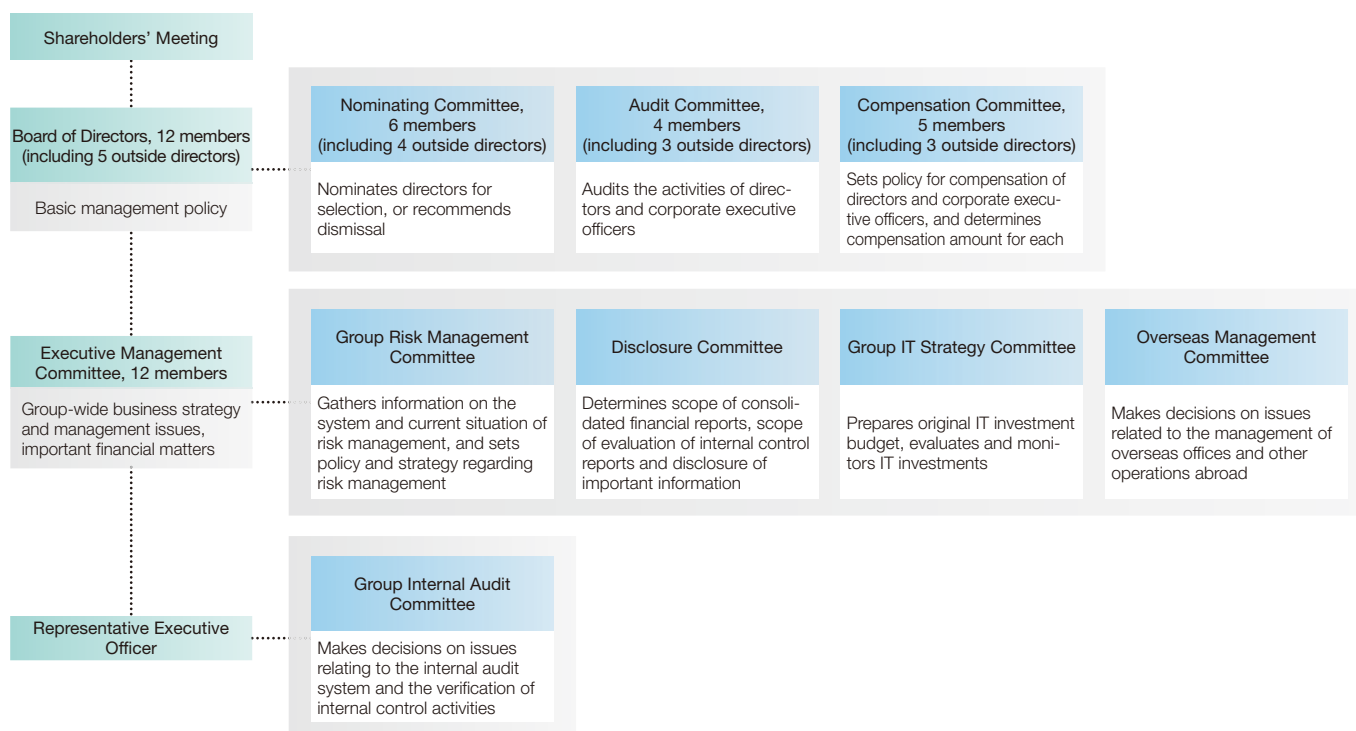 Shareholders' Meeting
Board of Directors, 12 members
(including 5 outside directors)
Basic management policy
Nominating Committee,
6 members
(including 4 outside directors)
Nominates directors for
selection, or recommends
dismissal
Audit Committee,
4 members
(including 3 outside directors)
Audits the activities of direc-
tors and corporate executive
officers
Compensation Committee,
5 members
(including 3 outside directors)
Sets policy for compensation of
directors and corporate execu-
tive officers, and determines
compensation amount for each
Executive Management
Committee, 12 members
Group-wide business strategy
and management issues,
important financial matters
Group Risk Management
Committee
Gathers information on the
system and current situation of
risk management, and sets
policy and strategy regarding
risk management
Disclosure Committee
Determines scope of consoli-
dated financial reports, scope
of evaluation of internal control
reports and disclosure of
important information
Group IT Strategy Committee
Prepares original IT investment
budget, evaluates and moni-
tors IT investments
Overseas Management
Committee
Makes decisions on issues
related to the management of
overseas offices and other
operations abroad
Representative Executive
Officer
Group Internal Audit
Committee
Makes decisions on issues
relating to the internal audit
system and the verification of
internal control activities